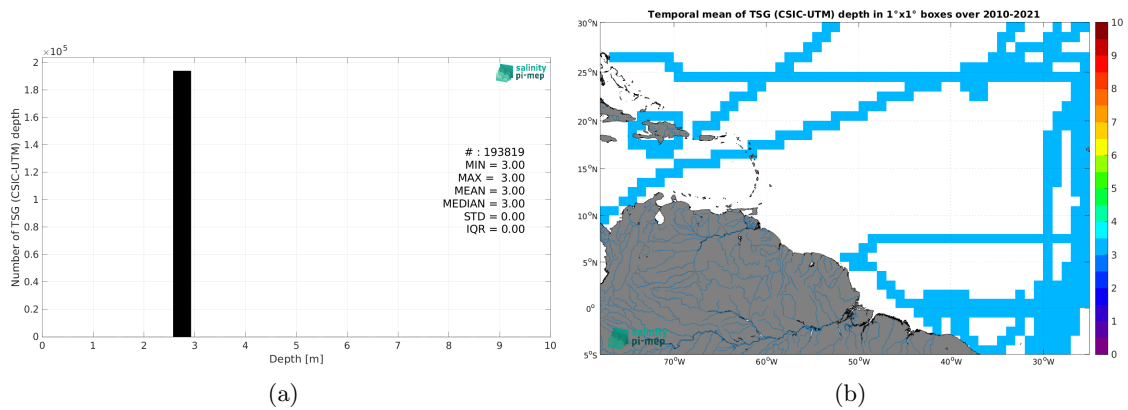 ×10⁵
2
1.8
1.6
1.4
1.2
1
0.8
0.6
0.4
0.2
0
Number of TSG (CSIC-UTM) depth
salinity
pi-mep
# : 193819
MIN = 3.00
MAX = 3.00
MEAN = 3.00
MEDIAN = 3.00
STD = 0.00
IQR = 0.00
0 1 2 3 4 5 6 7 8 9 10
Depth [m]
(a)
Temporal mean of TSG (CSIC-UTM) depth in 1°x1° boxes over 2010-2021
30°N
25°N
20°N
15°N
10°N
5°N
0°
5°S
salinity
pi-mep
70°W 60°W 50°W 40°W 30°W
10
9
8
7
6
5
4
3
2
1
0
(b)